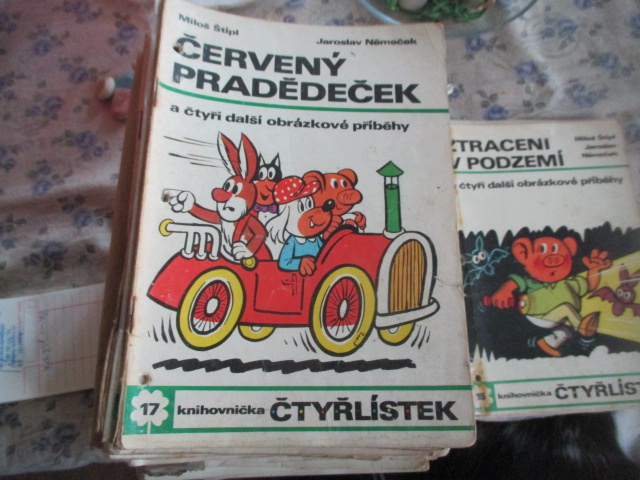 Miloš Štípl
Jaroslav Němeček
ČERVENÝ
PRADĚDEČEK
a čtyři další obrázkové příběhy
17
knihovnička ČTYŘLÍSTEK
ZTRACENI
V PODZEMÍ
Miloš Štípl
Jaroslav
Němeček
čtyři další obrázkové příběhy
knihovnička ČTYŘLÍSTEK